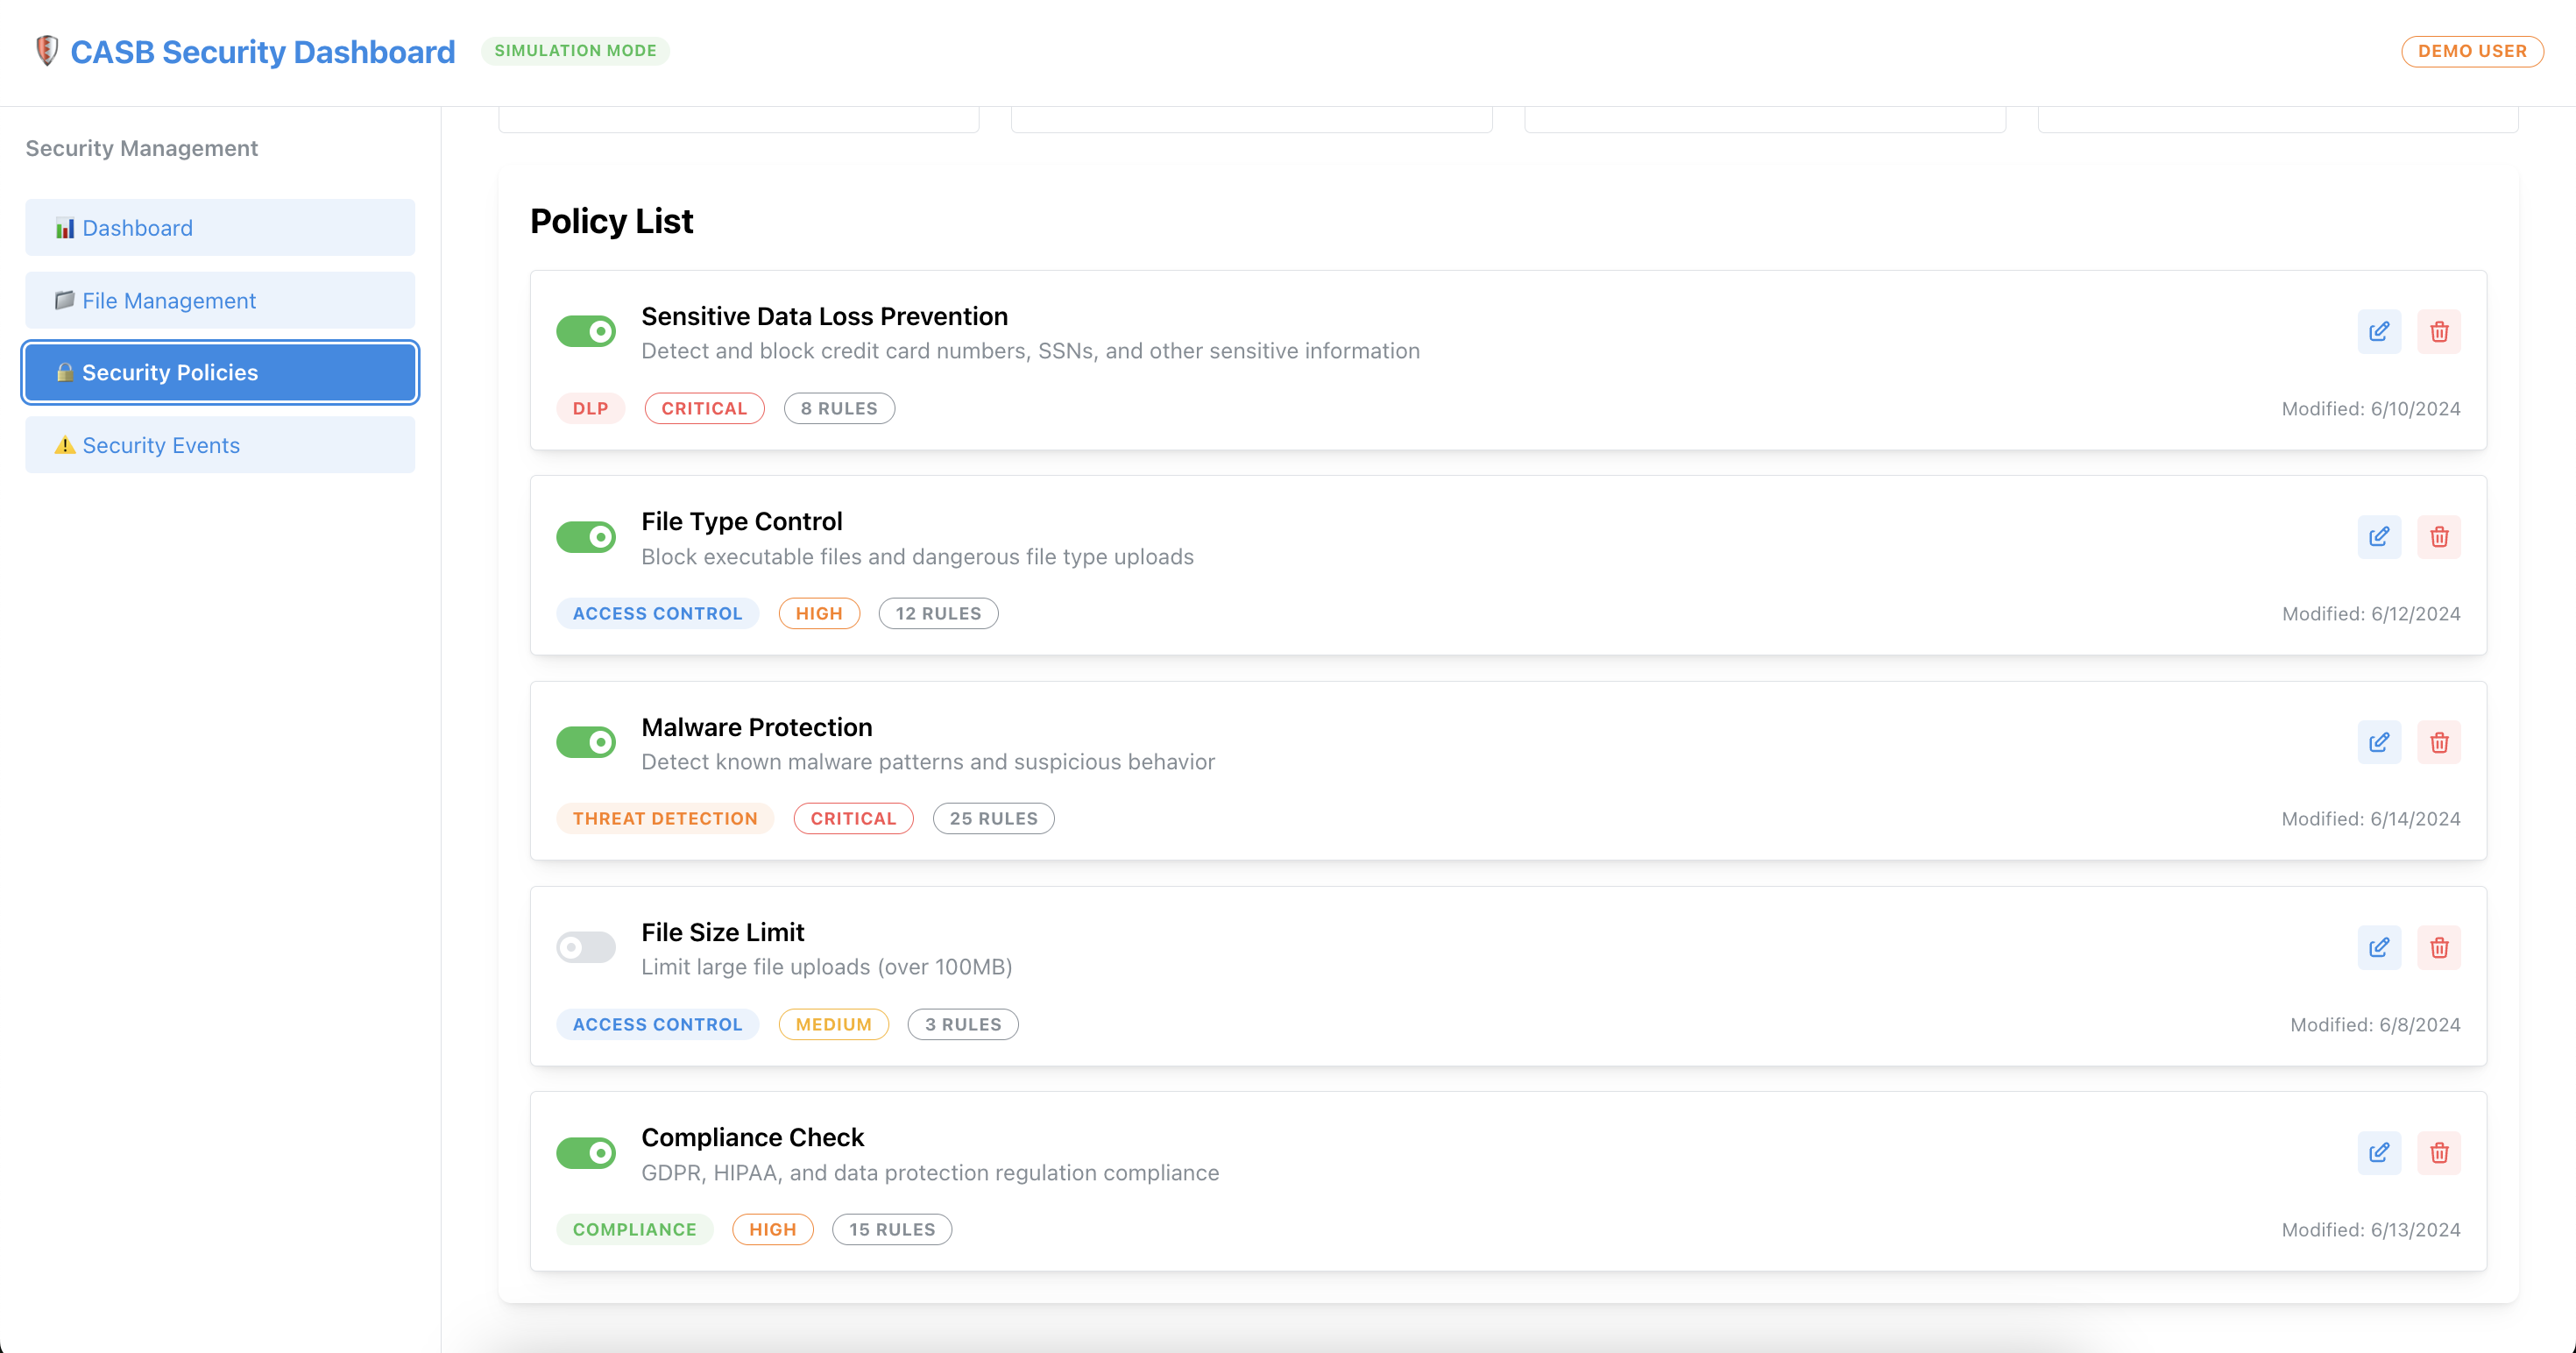 CASB Security Dashboard
SIMULATION MODE
DEMO USER
Security Management
Dashboard
File Management
Security Policies
Security Events
Policy List
Sensitive Data Loss Prevention
Detect and block credit card numbers, SSNs, and other sensitive information
DLP CRITICAL 8 RULES
Modified: 6/10/2024
File Type Control
Block executable files and dangerous file type uploads
ACCESS CONTROL HIGH 12 RULES
Modified: 6/12/2024
Malware Protection
Detect known malware patterns and suspicious behavior
THREAT DETECTION CRITICAL 25 RULES
Modified: 6/14/2024
File Size Limit
Limit large file uploads (over 100MB)
ACCESS CONTROL MEDIUM 3 RULES
Modified: 6/8/2024
Compliance Check
GDPR, HIPAA, and data protection regulation compliance
COMPLIANCE HIGH 15 RULES
Modified: 6/13/2024